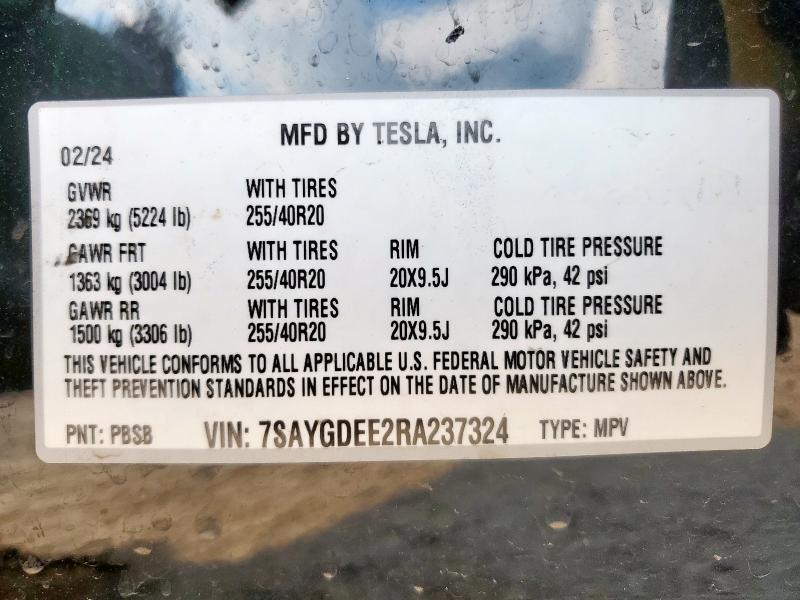 MFD BY TESLA, INC.
02/24
GVWR WITH TIRES
2369 kg (5224 lb) 255/40R20
GAWR FRT WITH TIRES RIM COLD TIRE PRESSURE
1363 kg (3004 lb) 255/40R20 20X9.5J 290 kPa, 42 psi
GAWR RR WITH TIRES RIM COLD TIRE PRESSURE
1500 kg (3306 lb) 255/40R20 20X9.5J 290 kPa, 42 psi
THIS VEHICLE CONFORMS TO ALL APPLICABLE U.S. FEDERAL MOTOR VEHICLE SAFETY AND
THEFT PREVENTION STANDARDS IN EFFECT ON THE DATE OF MANUFACTURE SHOWN ABOVE.
PNT: PBSB VIN: 7SAYGDEE2RA237324 TYPE: MPV